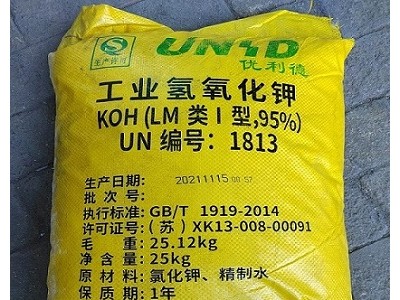 UNID
生产许可
优利德
工业氢氧化钾
KOH(LM 类 I 型,95%)
UN 编号: 1813
生产日期: 20211115 00:57
批 次 号:
执行标准: GB/T 1919-2014
许可证号: (苏) XK13-008-00091
毛 重: 25.12kg
净 含 量: 25kg
原 材 料: 氯化钾、精制水
保 质 期: 1年